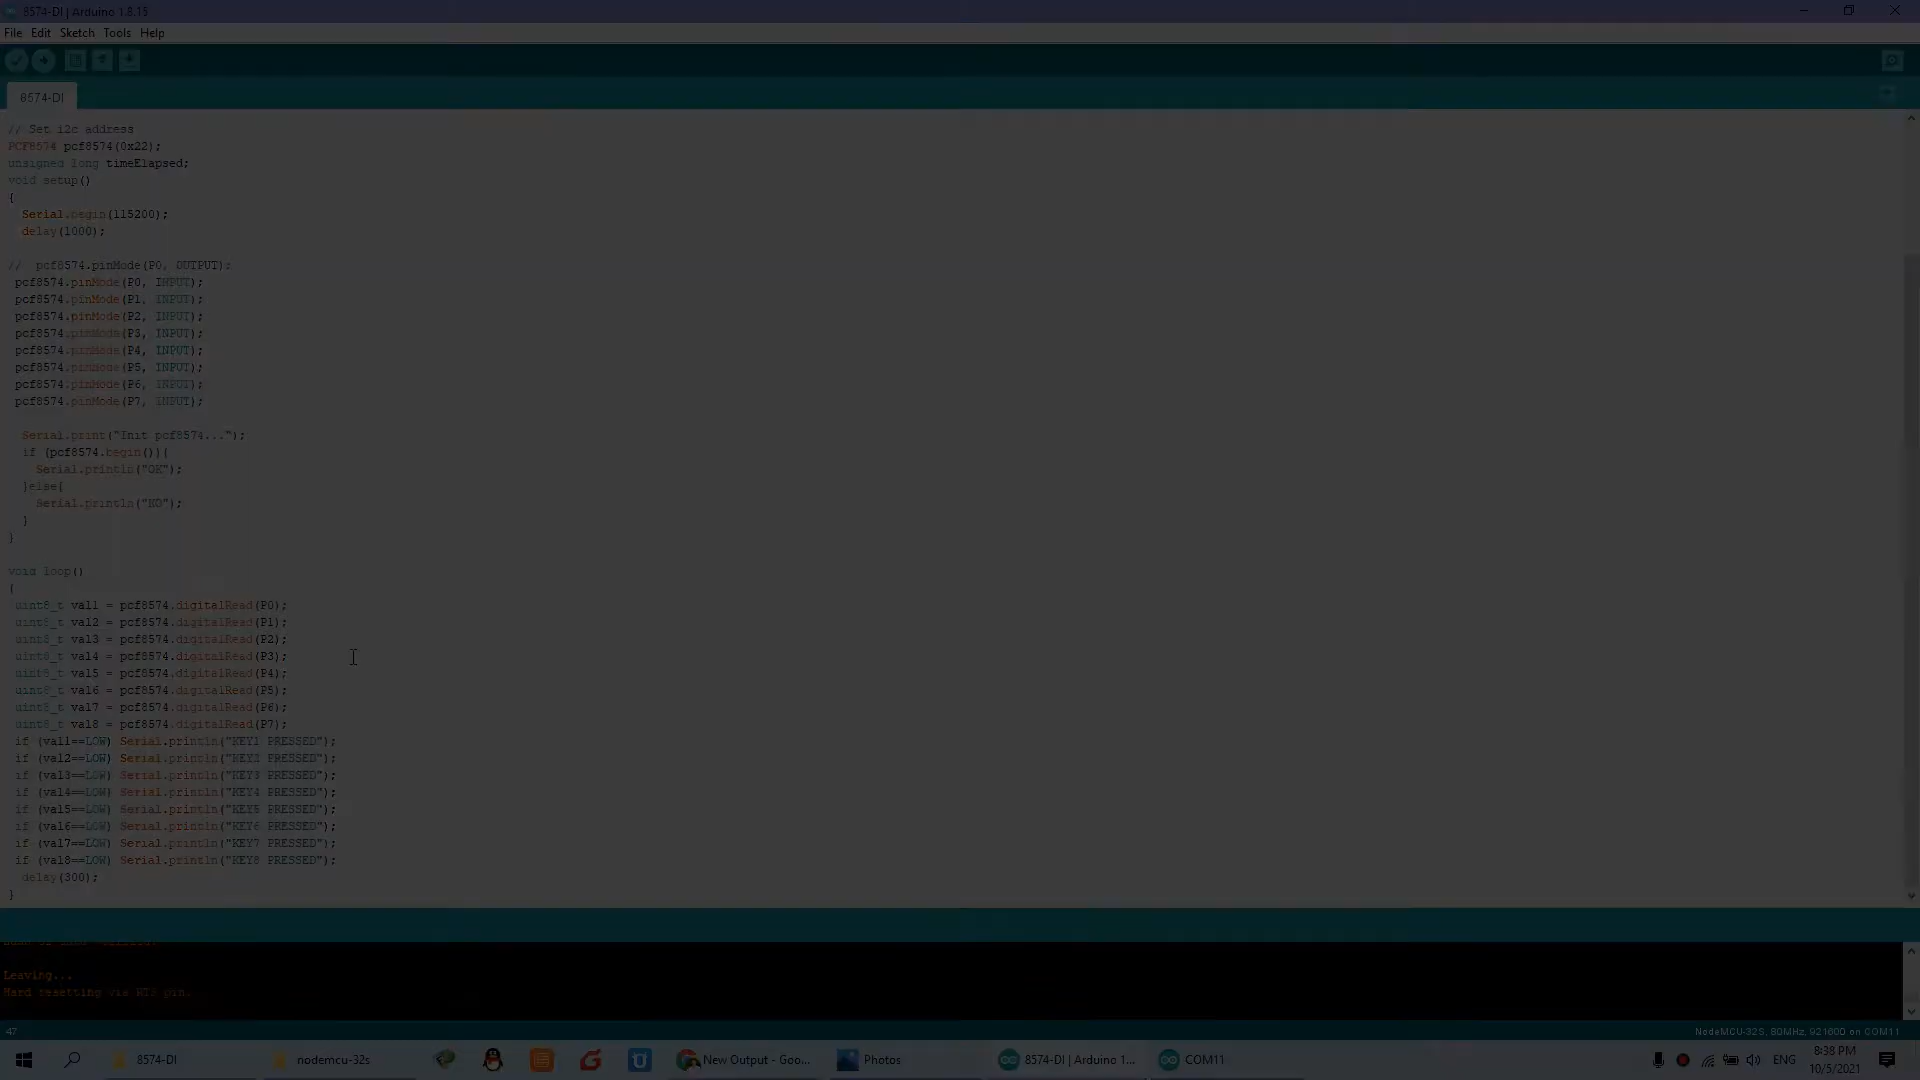 8574-DI | Arduino 1.8.15
File Edit Sketch Tools Help
8574-DI
// Set i2c address
PCF8574 pcf8574(0x22);
unsigned long timeElapsed;
void setup()
{
Serial.begin(115200);
delay(1000);
// pcf8574.pinMode(P0, OUTPUT);
pcf8574.pinMode(P0, INPUT);
pcf8574.pinMode(P1, INPUT);
pcf8574.pinMode(P2, INPUT);
pcf8574.pinMode(P3, INPUT);
pcf8574.pinMode(P4, INPUT);
pcf8574.pinMode(P5, INPUT);
pcf8574.pinMode(P6, INPUT);
pcf8574.pinMode(P7, INPUT);
Serial.print("Init pcf8574...");
if (pcf8574.begin()){
Serial.println("OK");
}else{
Serial.println("KO");
}
}
void loop()
{
uint8_t val1 = pcf8574.digitalRead(P0);
uint8_t val2 = pcf8574.digitalRead(P1);
uint8_t val3 = pcf8574.digitalRead(P2);
uint8_t val4 = pcf8574.digitalRead(P3);
uint8_t val5 = pcf8574.digitalRead(P4);
uint8_t val6 = pcf8574.digitalRead(P5);
uint8_t val7 = pcf8574.digitalRead(P6);
uint8_t val8 = pcf8574.digitalRead(P7);
if (val1==LOW) Serial.println("KEY1 PRESSED");
if (val2==LOW) Serial.println("KEY2 PRESSED");
if (val3==LOW) Serial.println("KEY3 PRESSED");
if (val4==LOW) Serial.println("KEY4 PRESSED");
if (val5==LOW) Serial.println("KEY5 PRESSED");
if (val6==LOW) Serial.println("KEY6 PRESSED");
if (val7==LOW) Serial.println("KEY7 PRESSED");
if (val8==LOW) Serial.println("KEY8 PRESSED");
delay(300);
}
Leaving...
Hard resetting via RTS pin.
47
NodeMCU-32S, 80MHz, 921600 on COM11
8574-DI nodemcu-32s New Output - Goo... Photos 8574-DI | Arduino 1... COM11 ENG 8:38 PM
10/5/2021